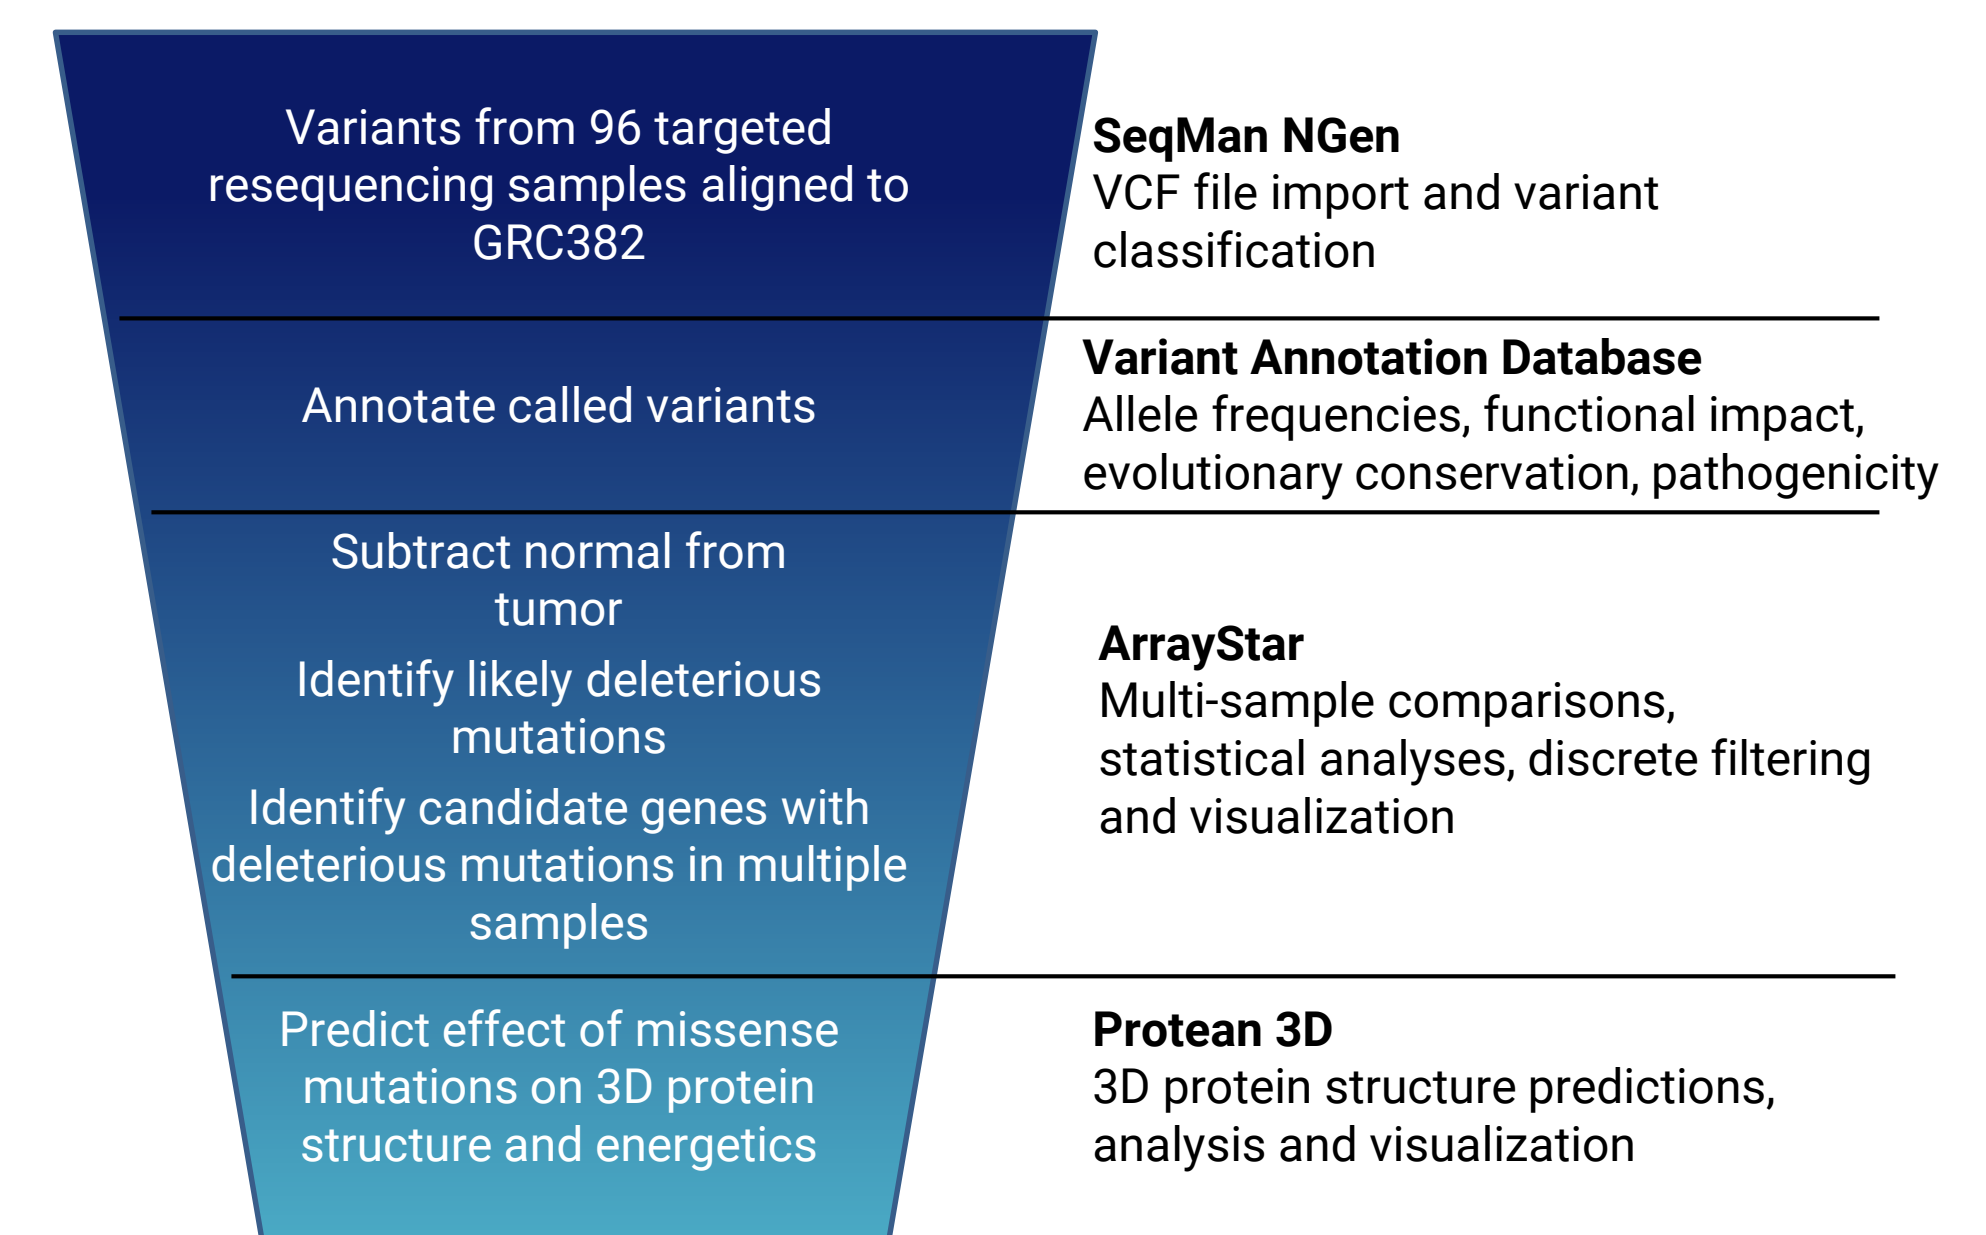 Variants from 96 targeted
resequencing samples aligned to
GRC382
SeqMan NGen
VCF file import and variant
classification
Annotate called variants
Variant Annotation Database
Allele frequencies, functional impact,
evolutionary conservation, pathogenicity
Subtract normal from
tumor
Identify likely deleterious
mutations
Identify candidate genes with
deleterious mutations in multiple
samples
ArrayStar
Multi-sample comparisons,
statistical analyses, discrete filtering
and visualization
Predict effect of missense
mutations on 3D protein
structure and energetics
Protean 3D
3D protein structure predictions,
analysis and visualization